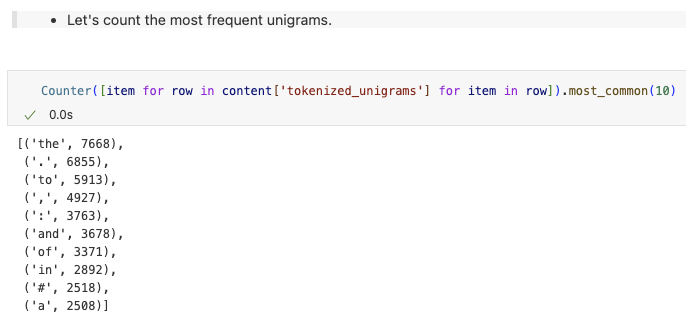 • Let's count the most frequent unigrams.
Counter([item for row in content['tokenized_unigrams'] for item in row]).most_common(10)
✓ 0.0s
[('the', 7668),
('.', 6855),
('to', 5913),
(',', 4927),
(':', 3763),
('and', 3678),
('of', 3371),
('in', 2892),
('#', 2518),
('a', 2508)]